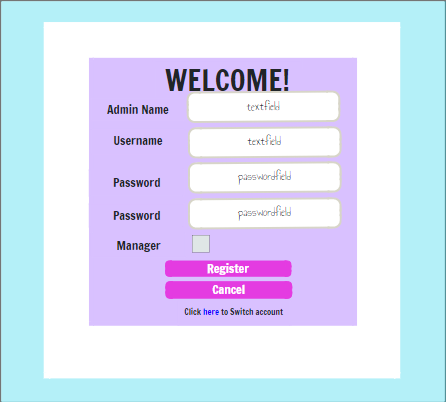 WELCOME!
Admin Name textfield
Username textfield
Password passwordfield
Password passwordfield
Manager
Register
Cancel
Click here to Switch account